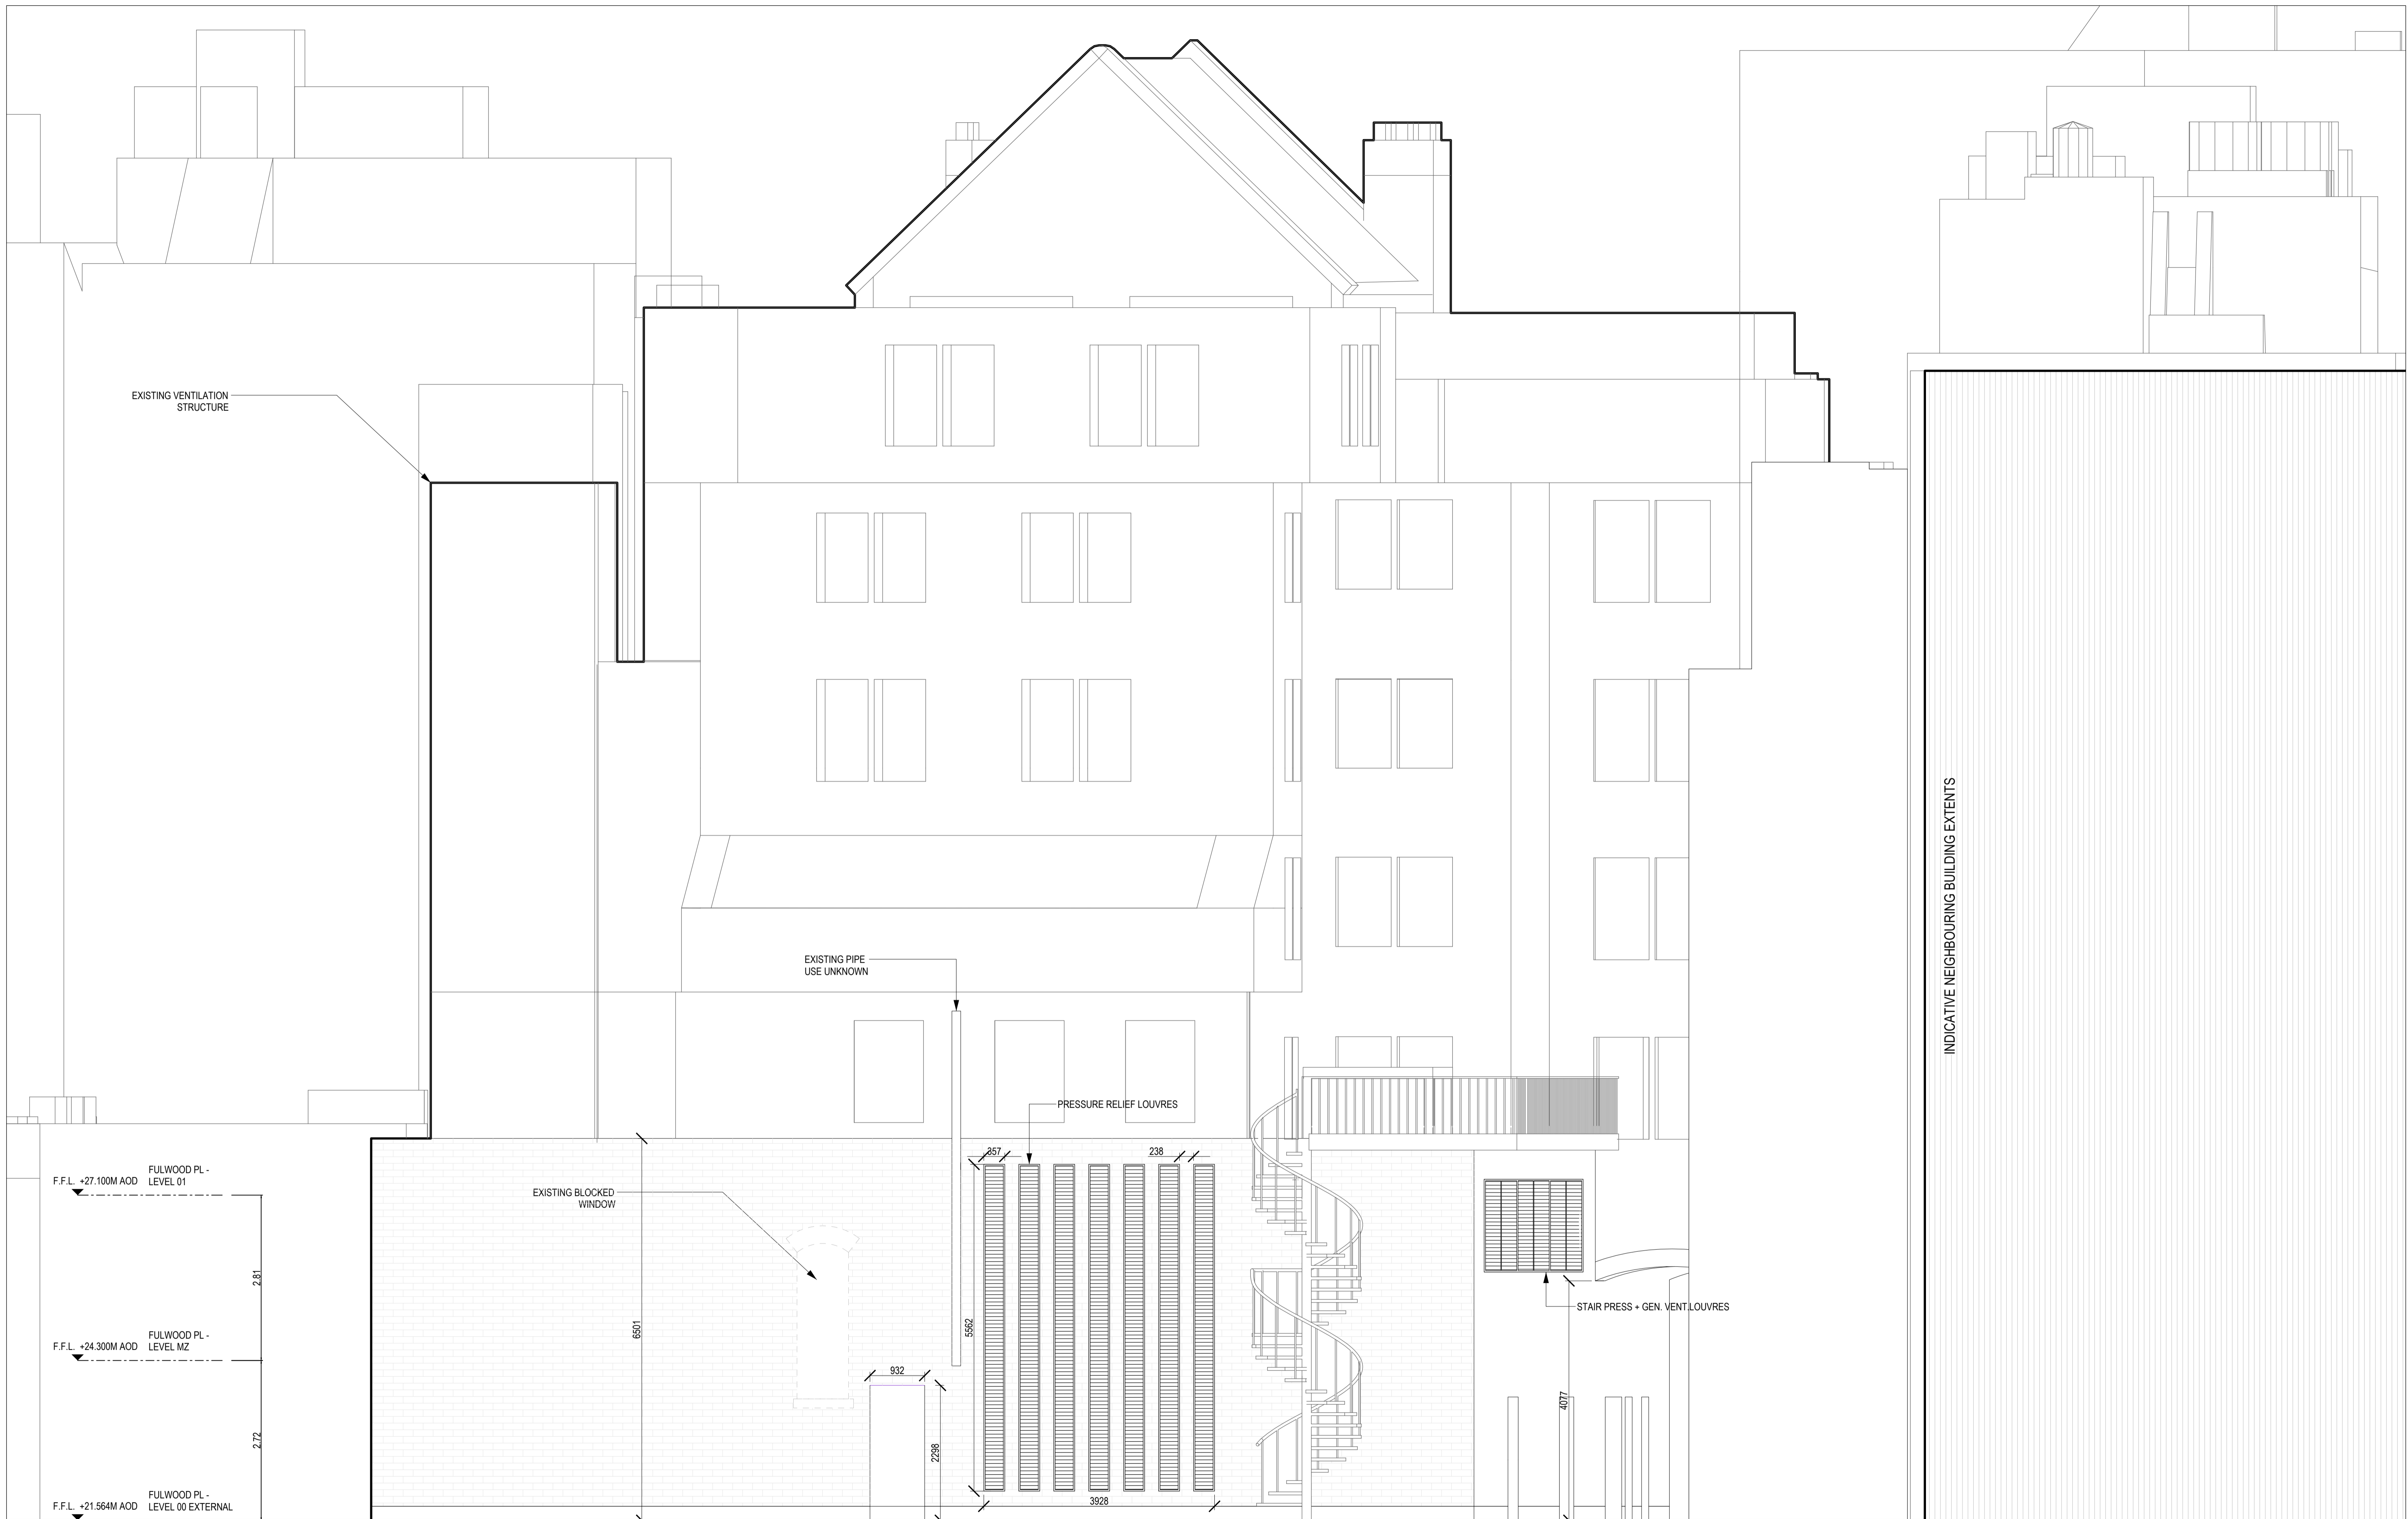 EXISTING VENTILATION
STRUCTURE
INDICATIVE NEIGHBOURING BUILDING EXTENTS
EXISTING PIPE
USE UNKNOWN
PRESSURE RELIEF LOUVRES
357
238
FULWOOD PL -
F.F.L. +27.100M AOD LEVEL 01
EXISTING BLOCKED
WINDOW
2.81
6501
5562
STAIR PRESS + GEN. VENT LOUVRES
FULWOOD PL -
F.F.L. +24.300M AOD LEVEL MZ
932
4077
2.72
2298
FULWOOD PL -
F.F.L. +21.564M AOD LEVEL 00 EXTERNAL
3928